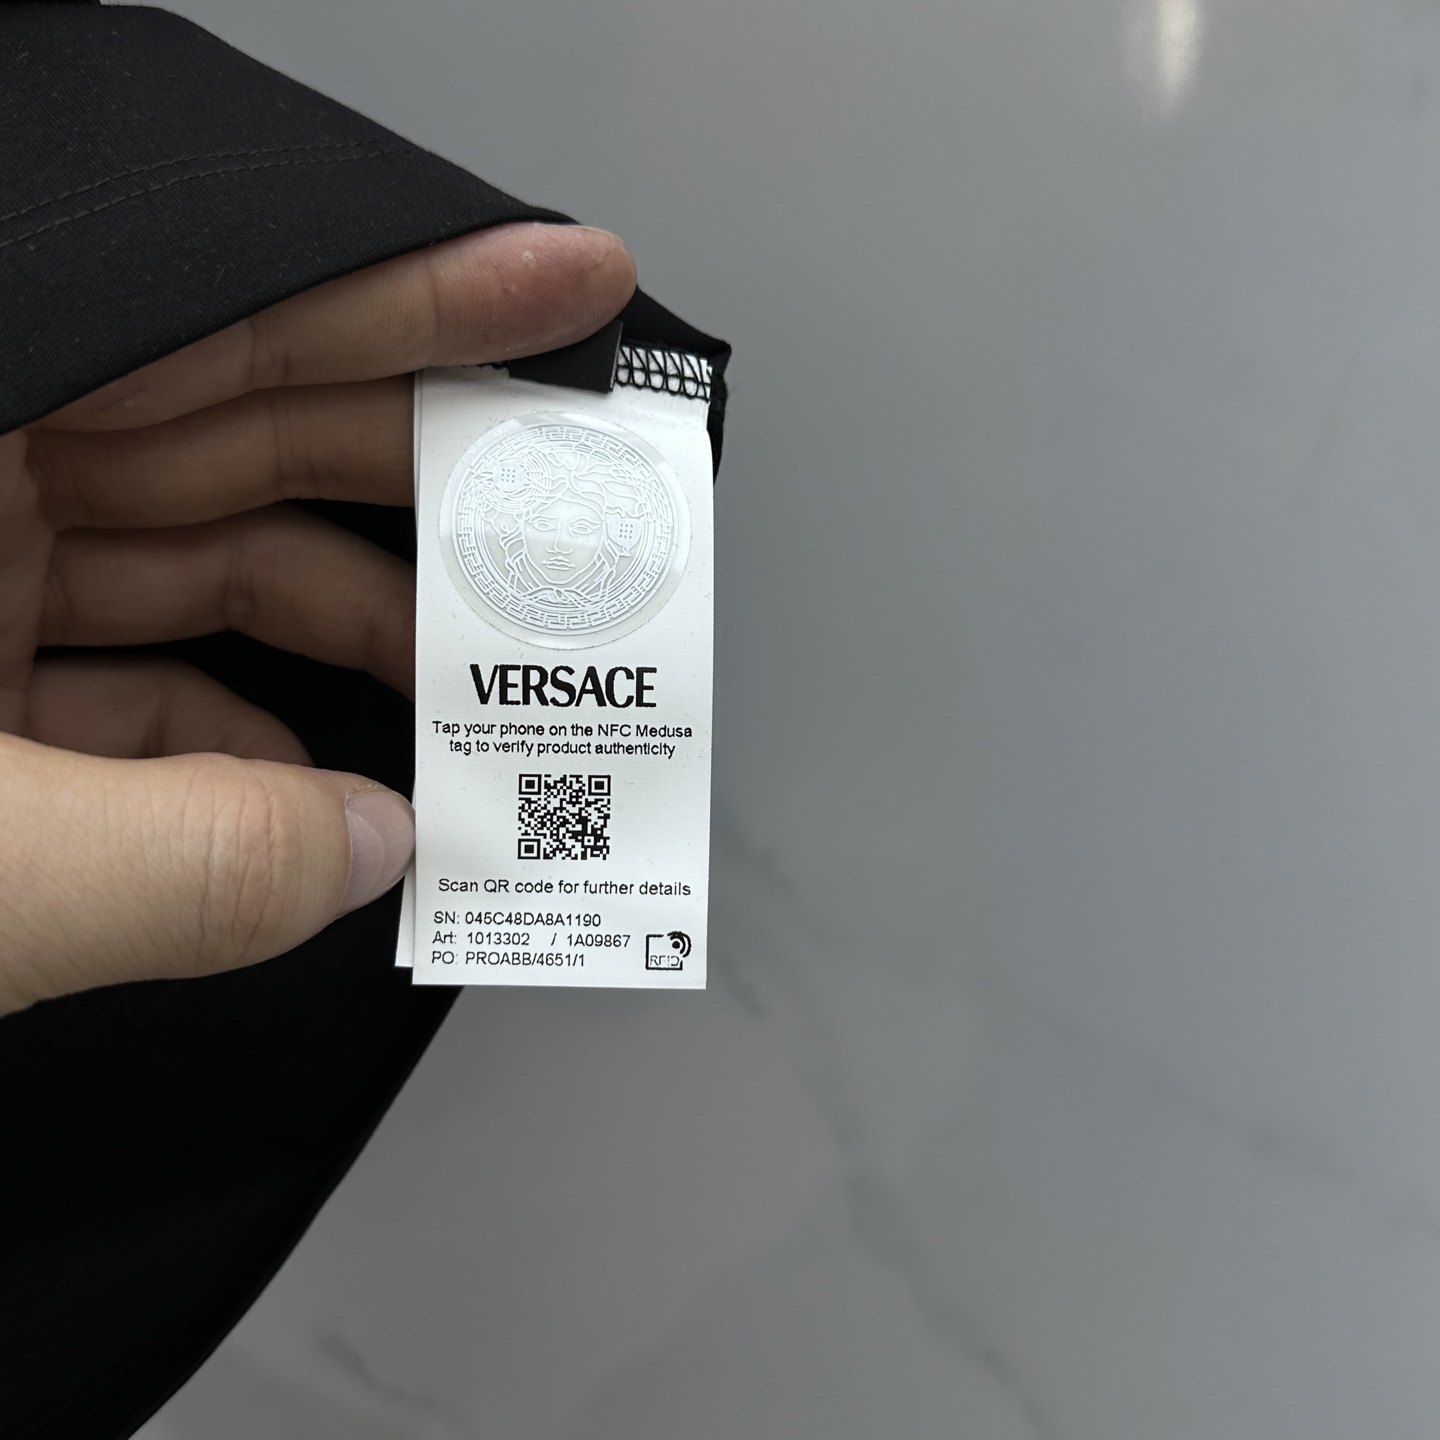 VERSACE
Tap your phone on the NFC Medusa
tag to verify product authenticity
Scan QR code for further details
SN: 045C48DA8A1190
Art: 1013302 / 1A09867
PO: PROABB/4651/1
RFID